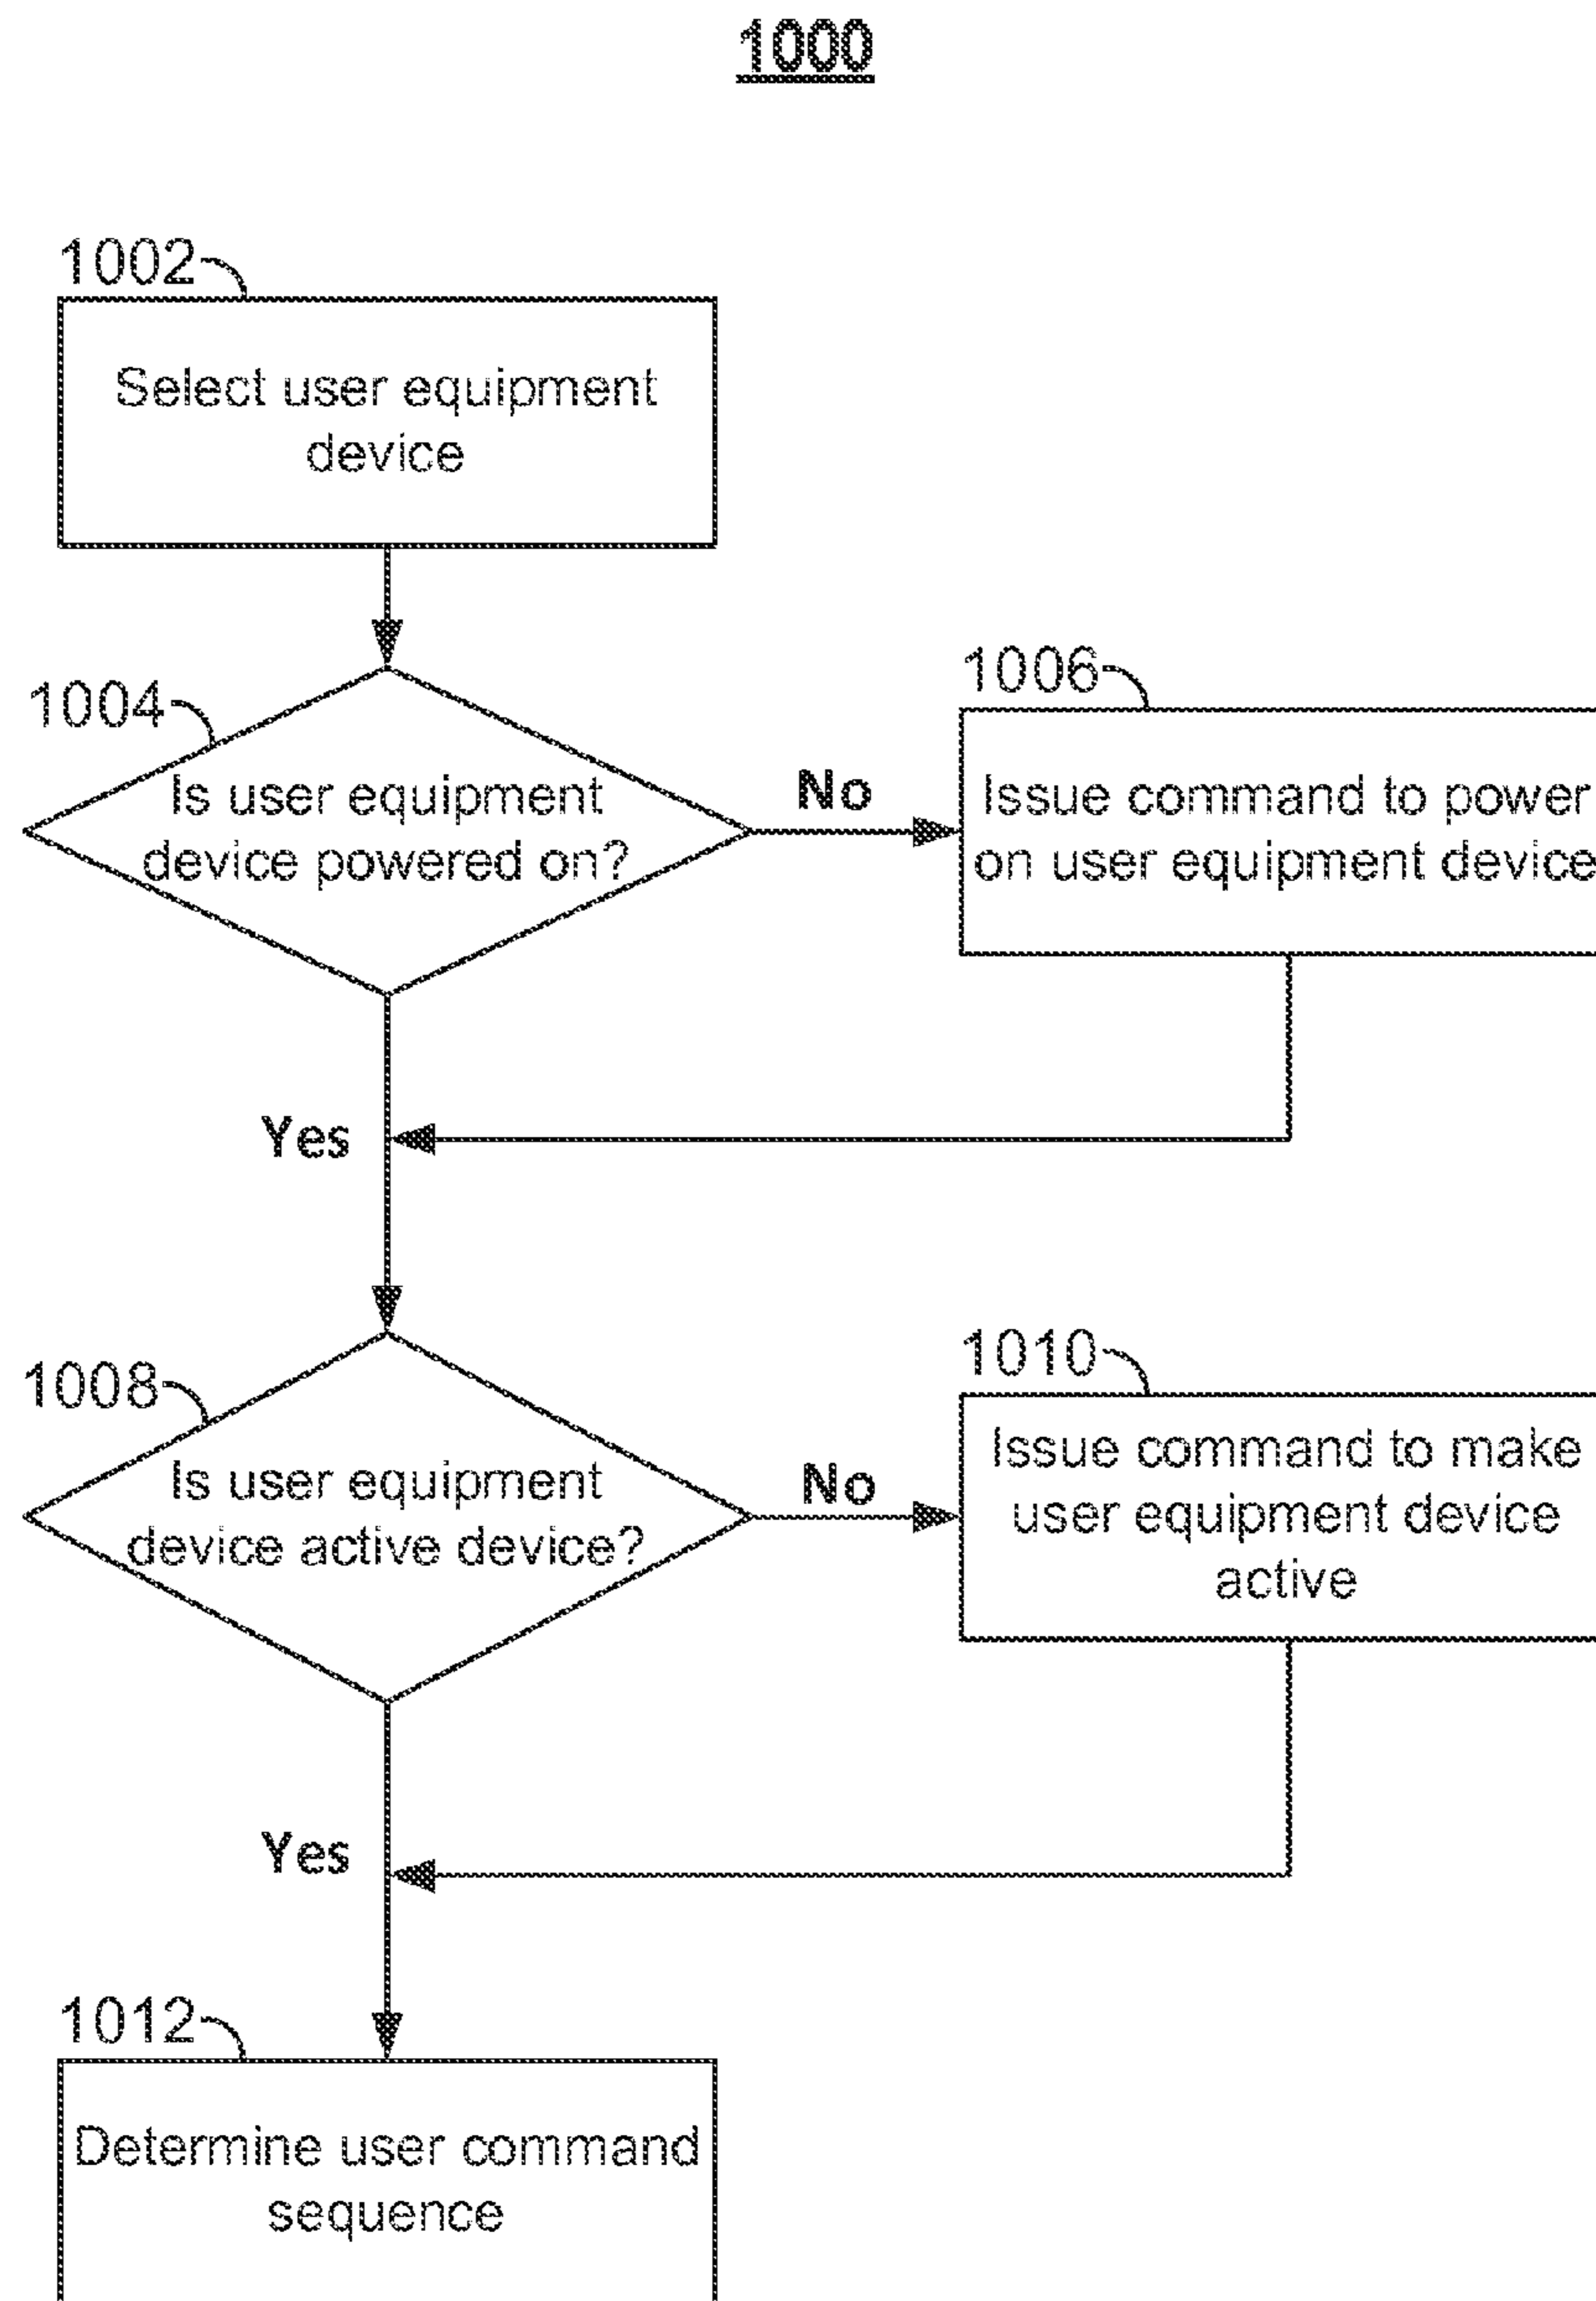 1000
1002
Select user equipment
device
1004
Is user equipment
device powered on?
No
1006
Issue command to power
on user equipment device
Yes
1008
Is user equipment
device active device?
No
1010
Issue command to make
user equipment device
active
Yes
1012
Determine user command
sequence